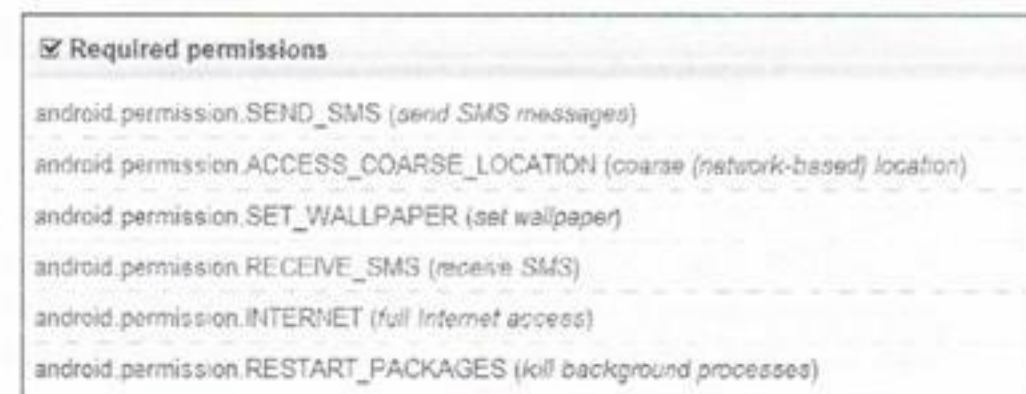 ☑ Required permissions
android.permission.SEND_SMS (send SMS messages)
android.permission.ACCESS_COARSE_LOCATION (coarse (network-based) location)
android.permission.SET_WALLPAPER (set wallpaper)
android.permission.RECEIVE_SMS (receive SMS)
android.permission.INTERNET (full Internet access)
android.permission.RESTART_PACKAGES (kill background processes)